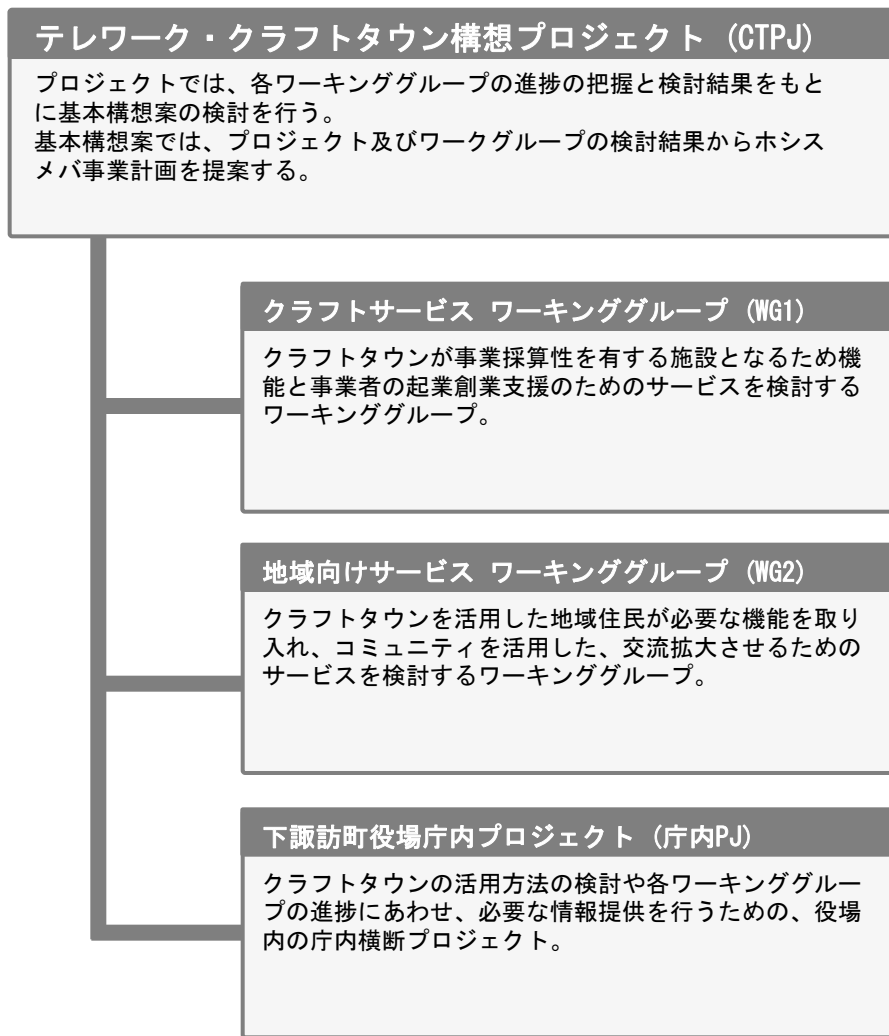 テレワーク・クラフトタウン構想プロジェクト (CTPJ)
プロジェクトでは、各ワーキンググループの進捗の把握と検討結果をもと
に基本構想案の検討を行う。
基本構想案では、プロジェクト及びワークグループの検討結果からホシス
メバ事業計画を提案する。
クラフトサービス ワーキンググループ (WG1)
クラフトタウンが事業採算性を有する施設となるため機
能と事業者の起業創業支援のためのサービスを検討する
ワーキンググループ。
地域向けサービス ワーキンググループ (WG2)
クラフトタウンを活用した地域住民が必要な機能を取り
入れ、コミュニティを活用した、交流拡大させるための
サービスを検討するワーキンググループ。
下諏訪町役場庁内プロジェクト (庁内PJ)
クラフトタウンの活用方法の検討や各ワーキンググルー
プの進捗にあわせ、必要な情報提供を行うための、役場
内の庁内横断プロジェクト。